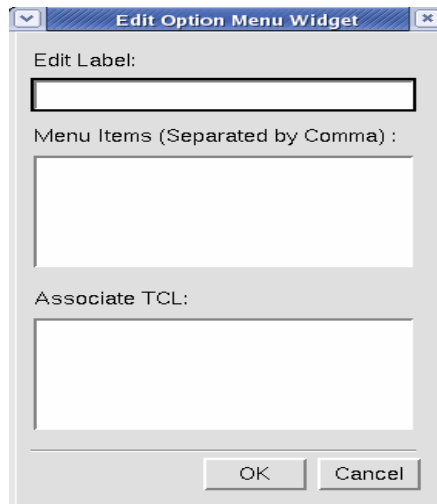 Edit Option Menu Widget
Edit Label:
Menu Items (Separated by Comma) :
Associate TCL:
OK Cancel